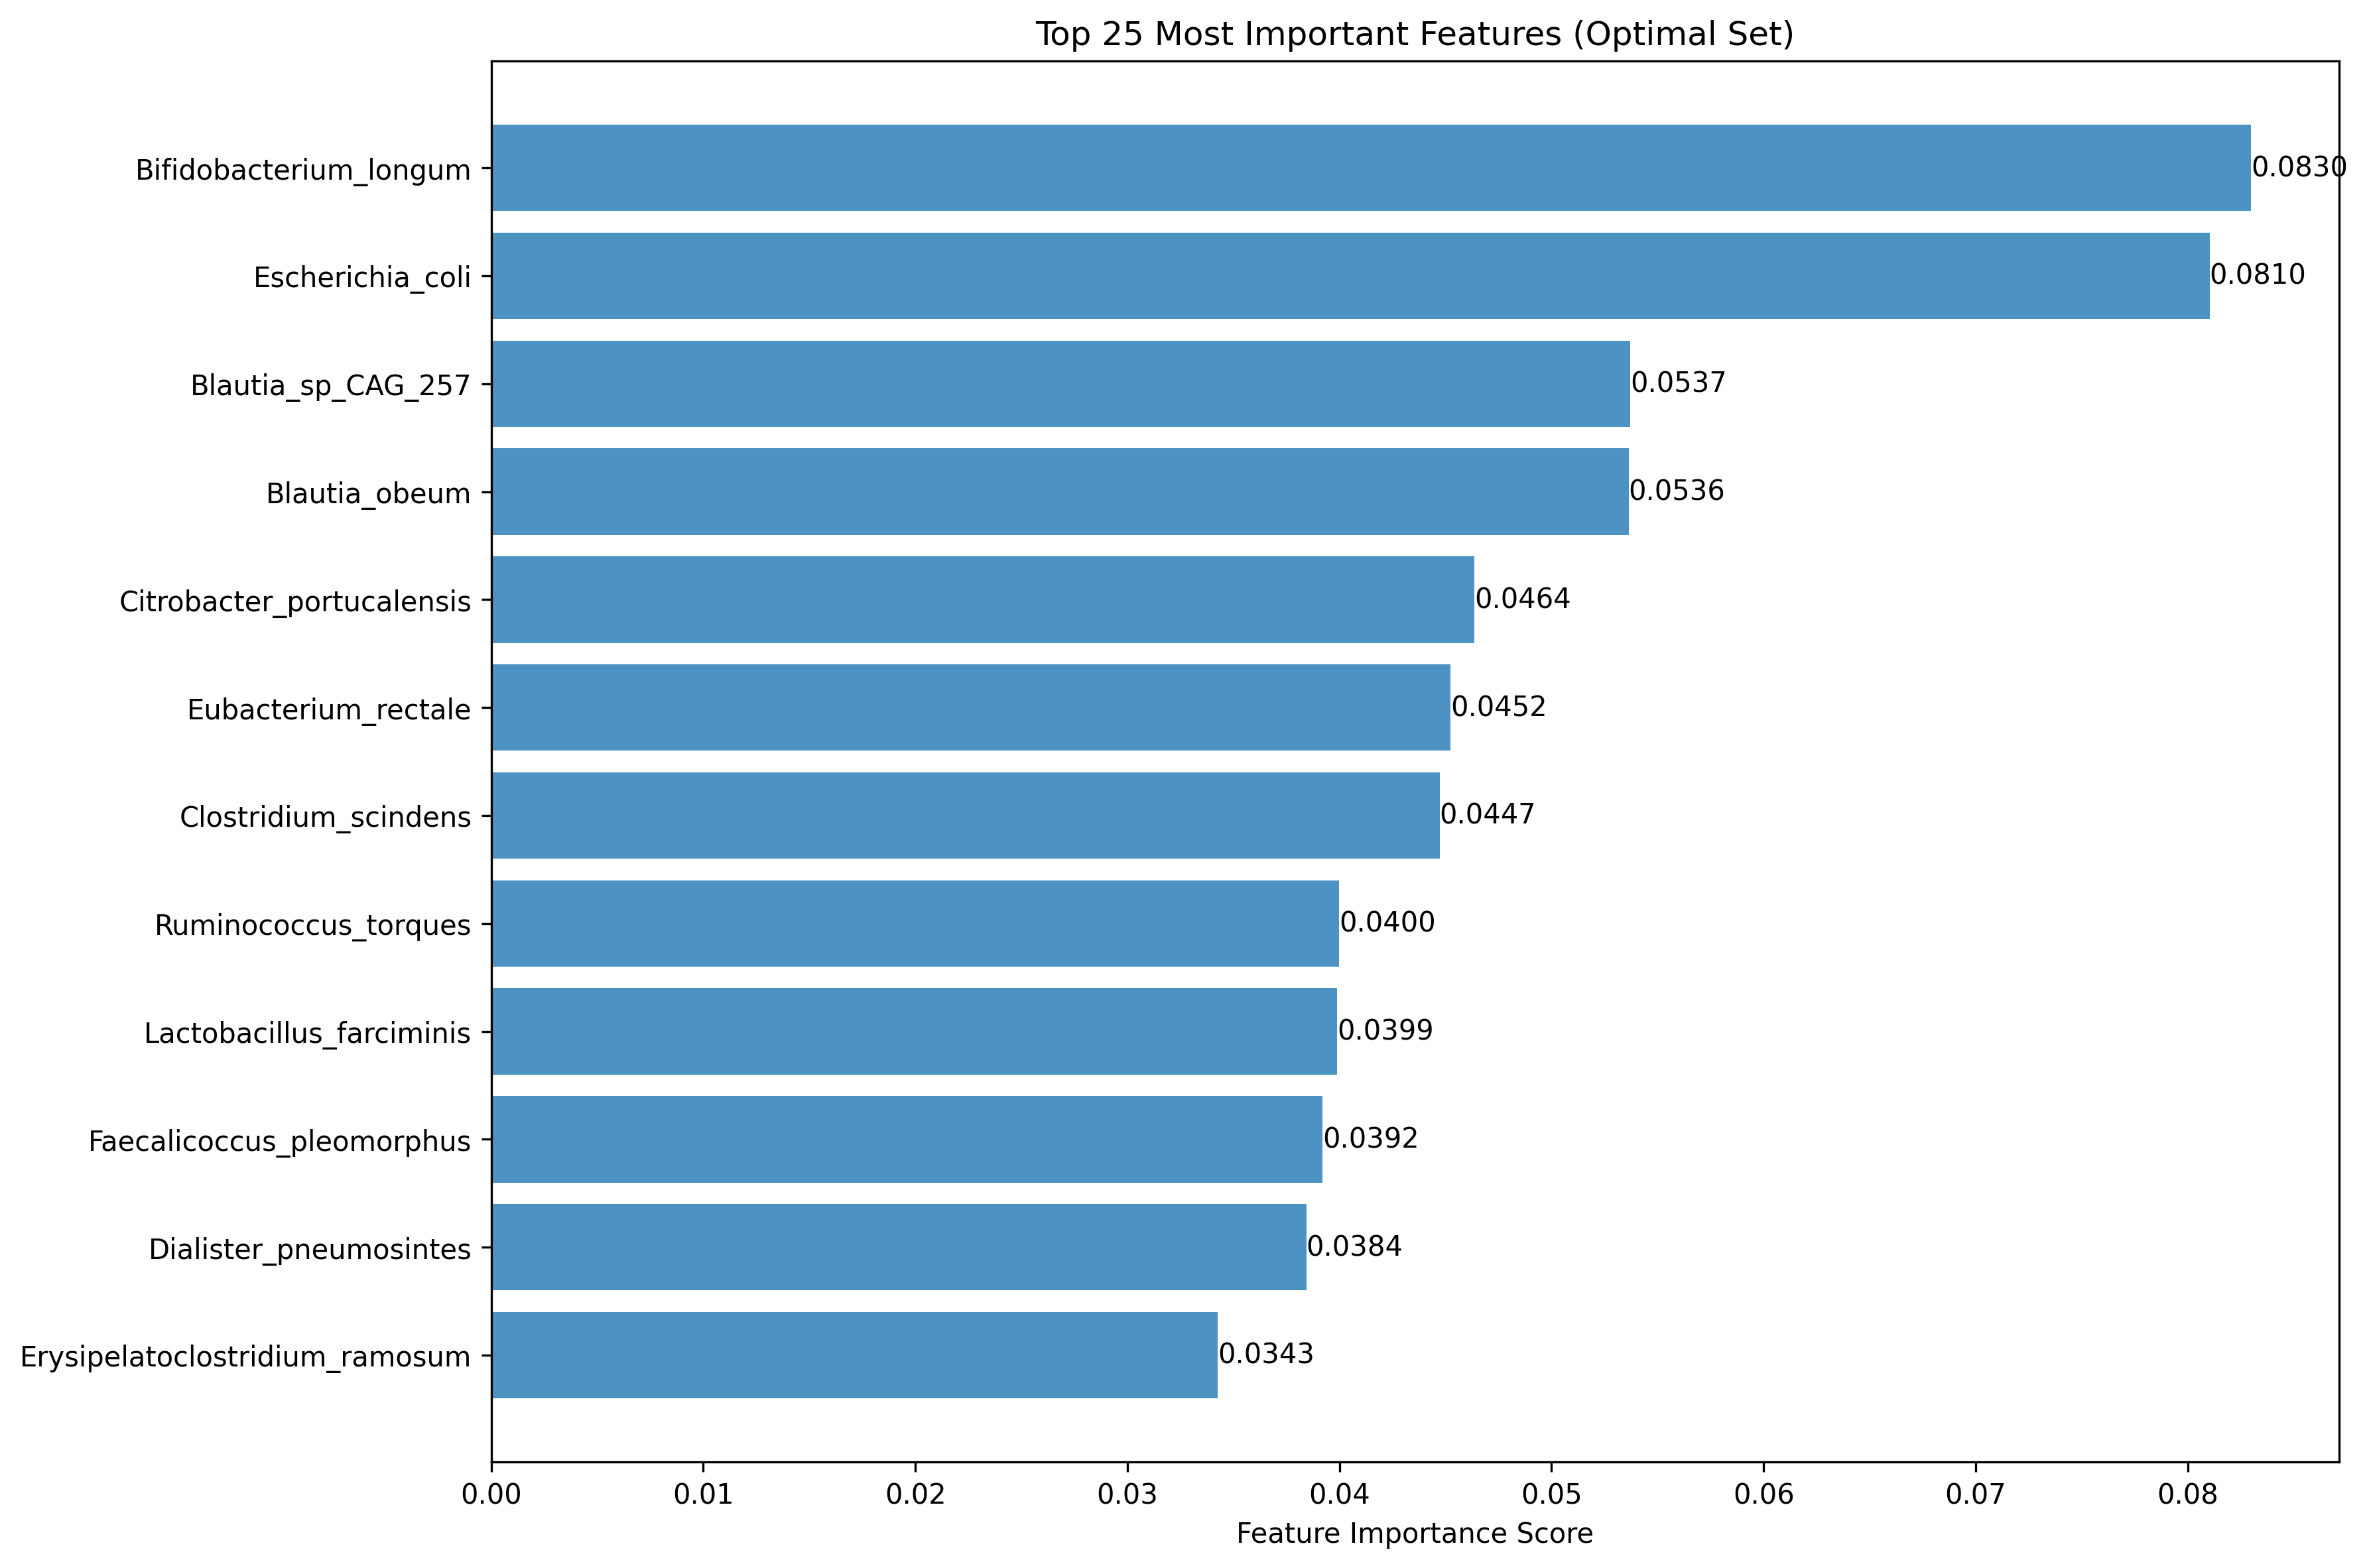 Top 25 Most Important Features (Optimal Set)
Bifidobacterium_longum 0.0830
Escherichia_coli 0.0810
Blautia_sp_CAG_257 0.0537
Blautia_obeum 0.0536
Citrobacter_portucalensis 0.0464
Eubacterium_rectale 0.0452
Clostridium_scindens 0.0447
Ruminococcus_torques 0.0400
Lactobacillus_farciminis 0.0399
Faecalicoccus_pleomorphus 0.0392
Dialister_pneumosintes 0.0384
Erysipelatoclostridium_ramosum 0.0343
0.00 0.01 0.02 0.03 0.04 0.05 0.06 0.07 0.08
Feature Importance Score